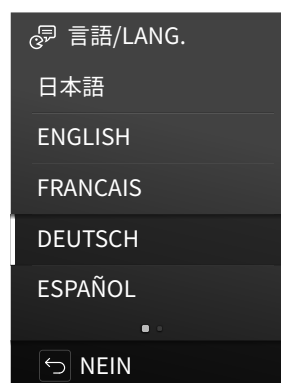 言語/LANG.
日本語
ENGLISH
FRANCAIS
DEUTSCH
ESPAÑOL
NEIN